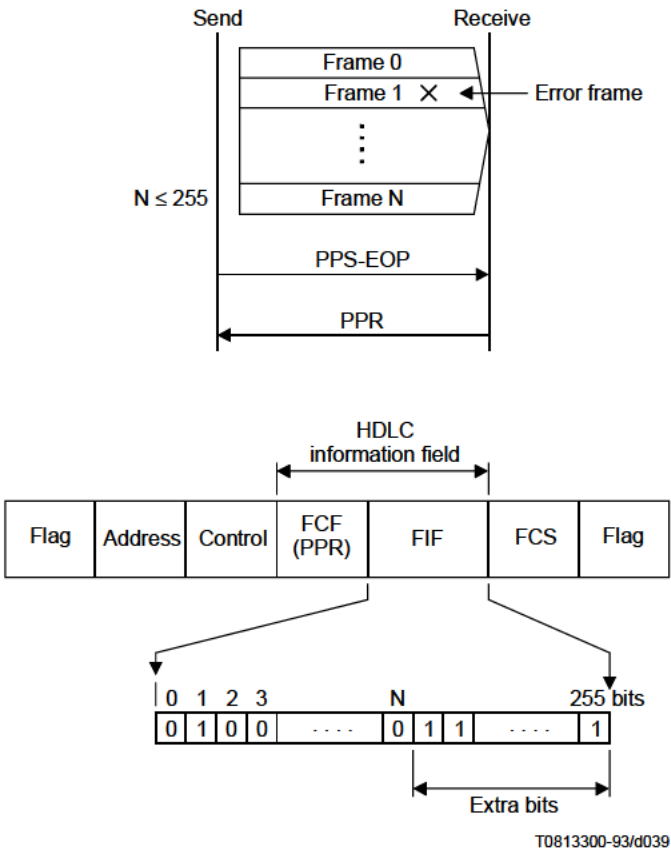 Send Receive
Frame 0
Frame 1 × Error frame
N ≤ 255 Frame N
PPS-EOP
PPR
HDLC
information field
Flag Address Control FCF (PPR) FIF FCS Flag
0 1 2 3 N 255 bits
0 1 0 0 .... 0 1 1 .... 1
Extra bits
T0813300-93/d039